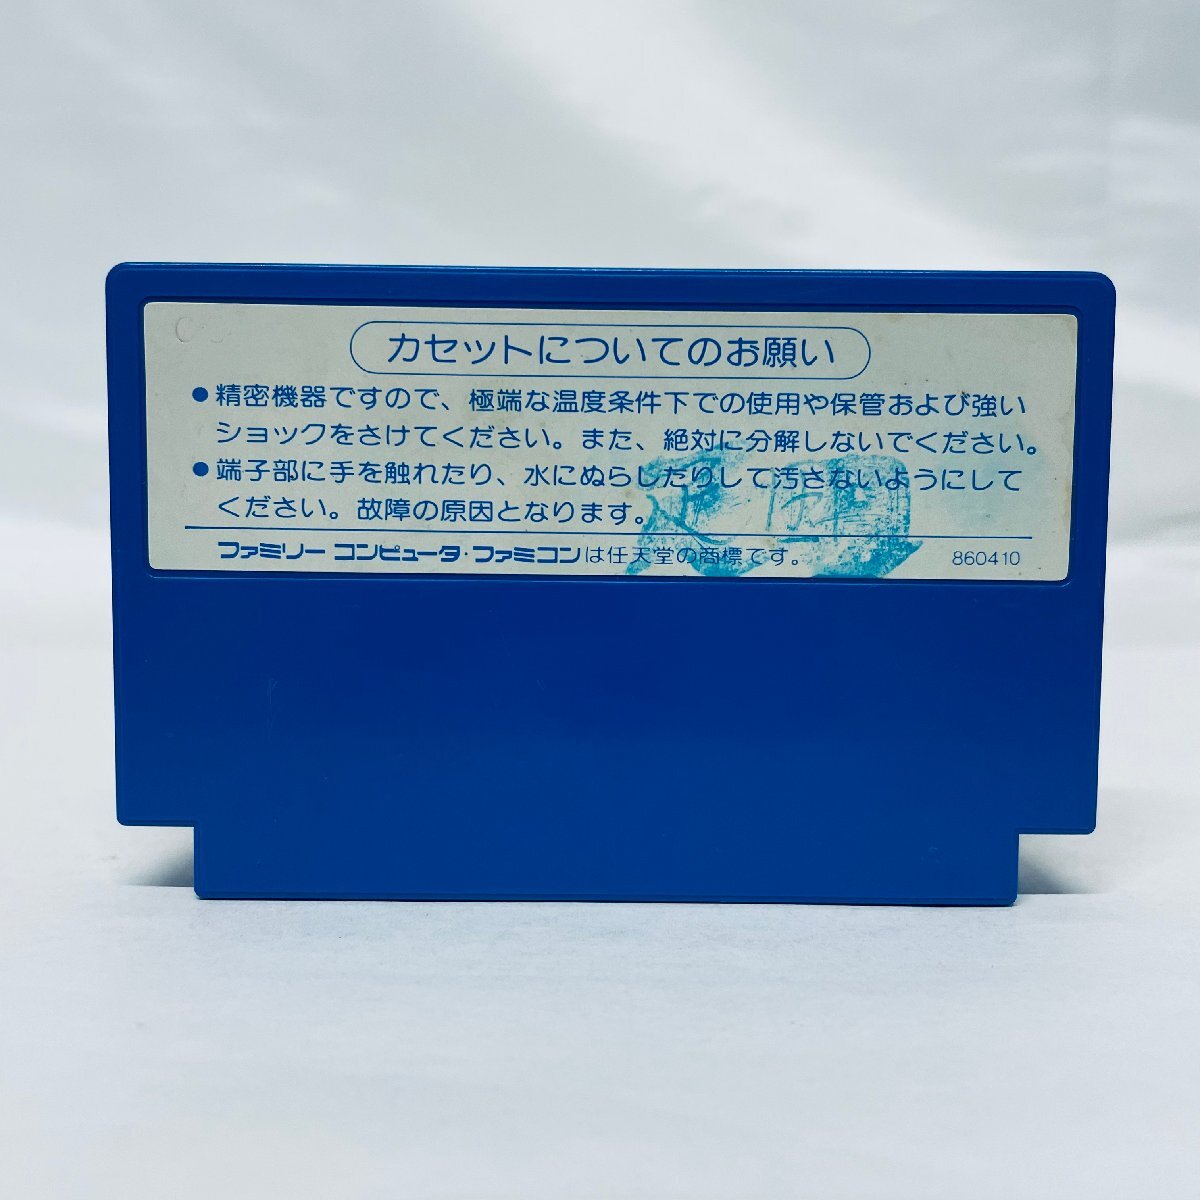 カセットについてのお願い
●精密機器ですので、極端な温度条件下での使用や保管および強い
ショックをさけてください。また、絶対に分解しないでください。
●端子部に手を触れたり、水にぬらしたりして汚さないようにして
ください。故障の原因となります。
ファミリー コンピュータ・ファミコンは任天堂の商標です。 860410